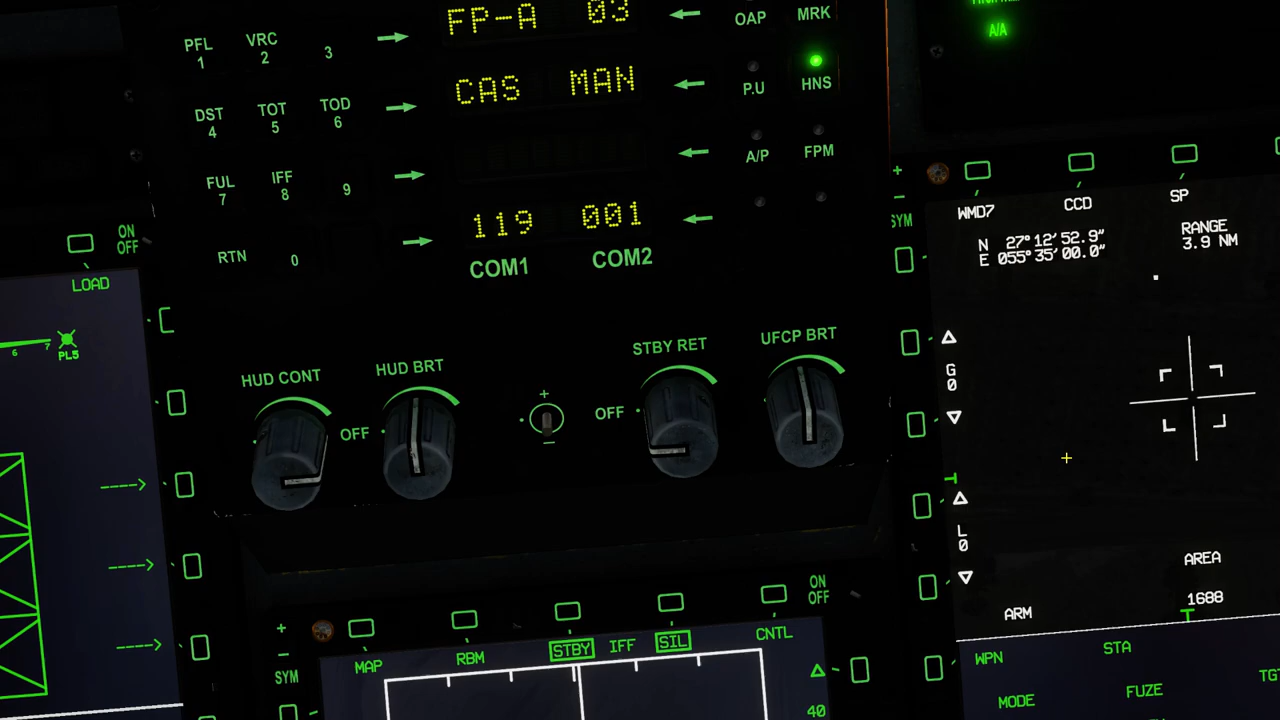 FP-A 03
OAP
MRK
A/A
PFL
1
VRC
2
3
CAS MAN
P.U
HNS
DST
4
TOT
5
TOD
6
A/P
FPM
FUL
7
IFF
8
9
119 001
COM1 COM2
RTN
0
ON
OFF
LOAD
6
7
PL5
+
-
SYM
WMD7
CCD
SP
N 27°12'52.9"
E 055°35'00.0"
RANGE
3.9 NM
HUD CONT
HUD BRT
OFF
+
-
STBY RET
OFF
UFCP BRT
G
0
L
0
AREA
1688
ARM
WPN
STA
MODE
FUZE
+
-
SYM
ON
OFF
MAP
RBM
STBY
IFF
SIL
CNTL
40